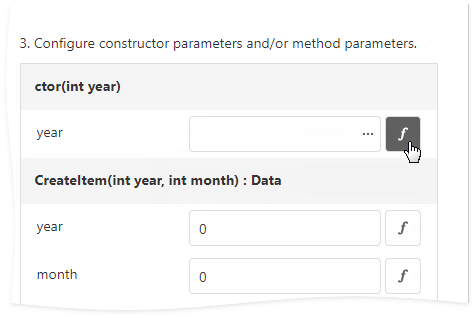 3. Configure constructor parameters and/or method parameters.
ctor(int year)
year ... f
CreateItem(int year, int month) : Data
year 0 f
month 0 f